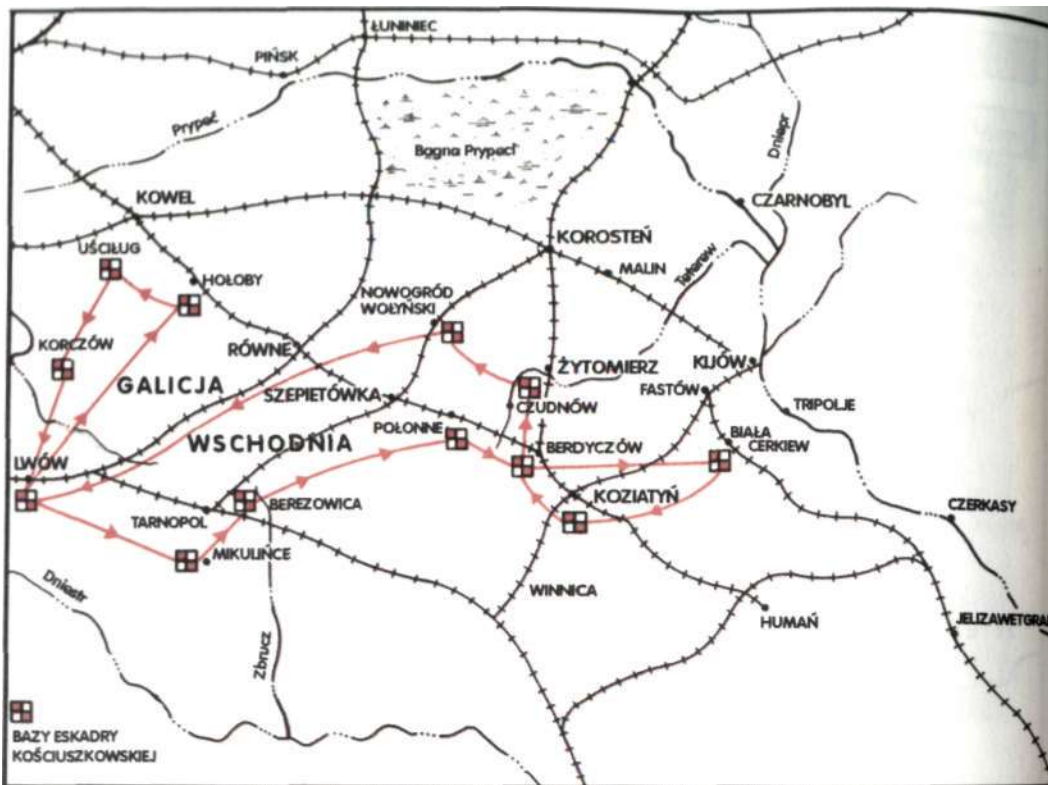 ŁUNINIEC
PIŃSK
Prypeć
Bagna Prypeci
Dniepr
KOWEL
CZARNOBYL
UŚCIŁUG
KOROSTEŃ
HOŁOBY
MALIN
Teterew
NOWOGRÓD
WOŁYŃSKI
KORCZÓW
RÓWNE
ŻYTOMIERZ
KIJÓW
GALICJA
FASTÓW
SZEPIETÓWKA
CZUDNÓW
TRIPOLJE
WSCHODNIA
POŁONNE
BIAŁA
CERKIEW
BERDYCZÓW
LWÓW
KOZIATYŃ
BEREZOWICA
CZERKASY
TARNOPOL
MIKULIŃCE
Dniestr
WINNICA
HUMAŃ
JELIZAWETGRA
Zbrucz
BAZY ESKADRY
KOŚCIUSZKOWSKIEJ